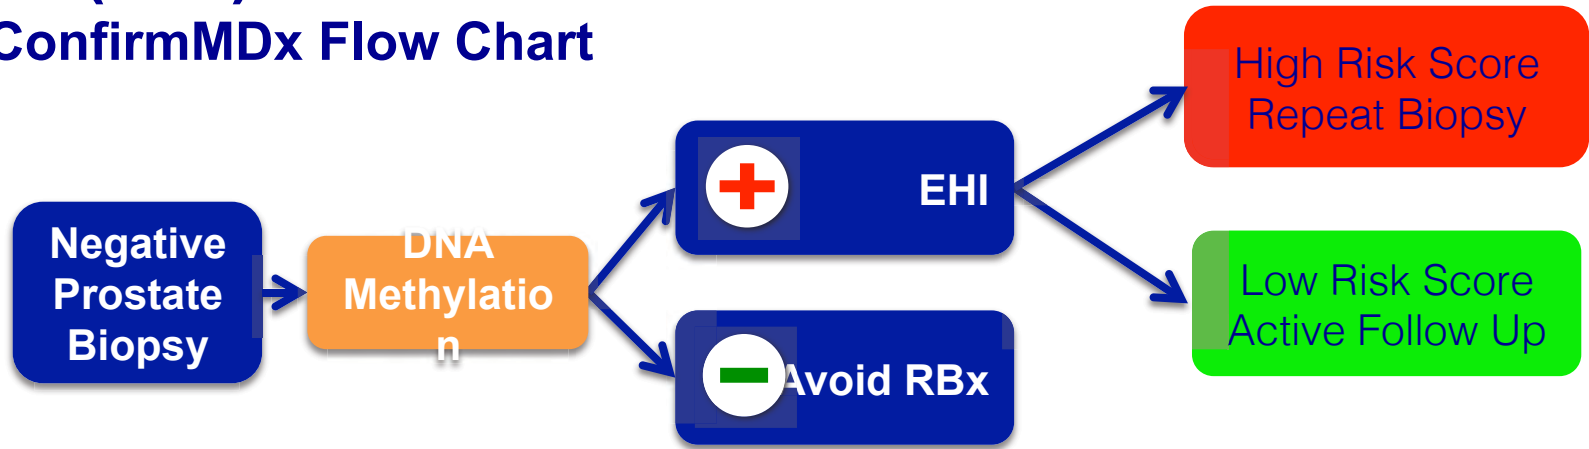 ConfirmMDx Flow Chart
Negative
Prostate
Biopsy
DNA
Methylatio
n
EHI
Avoid RBx
High Risk Score
Repeat Biopsy
Low Risk Score
Active Follow Up